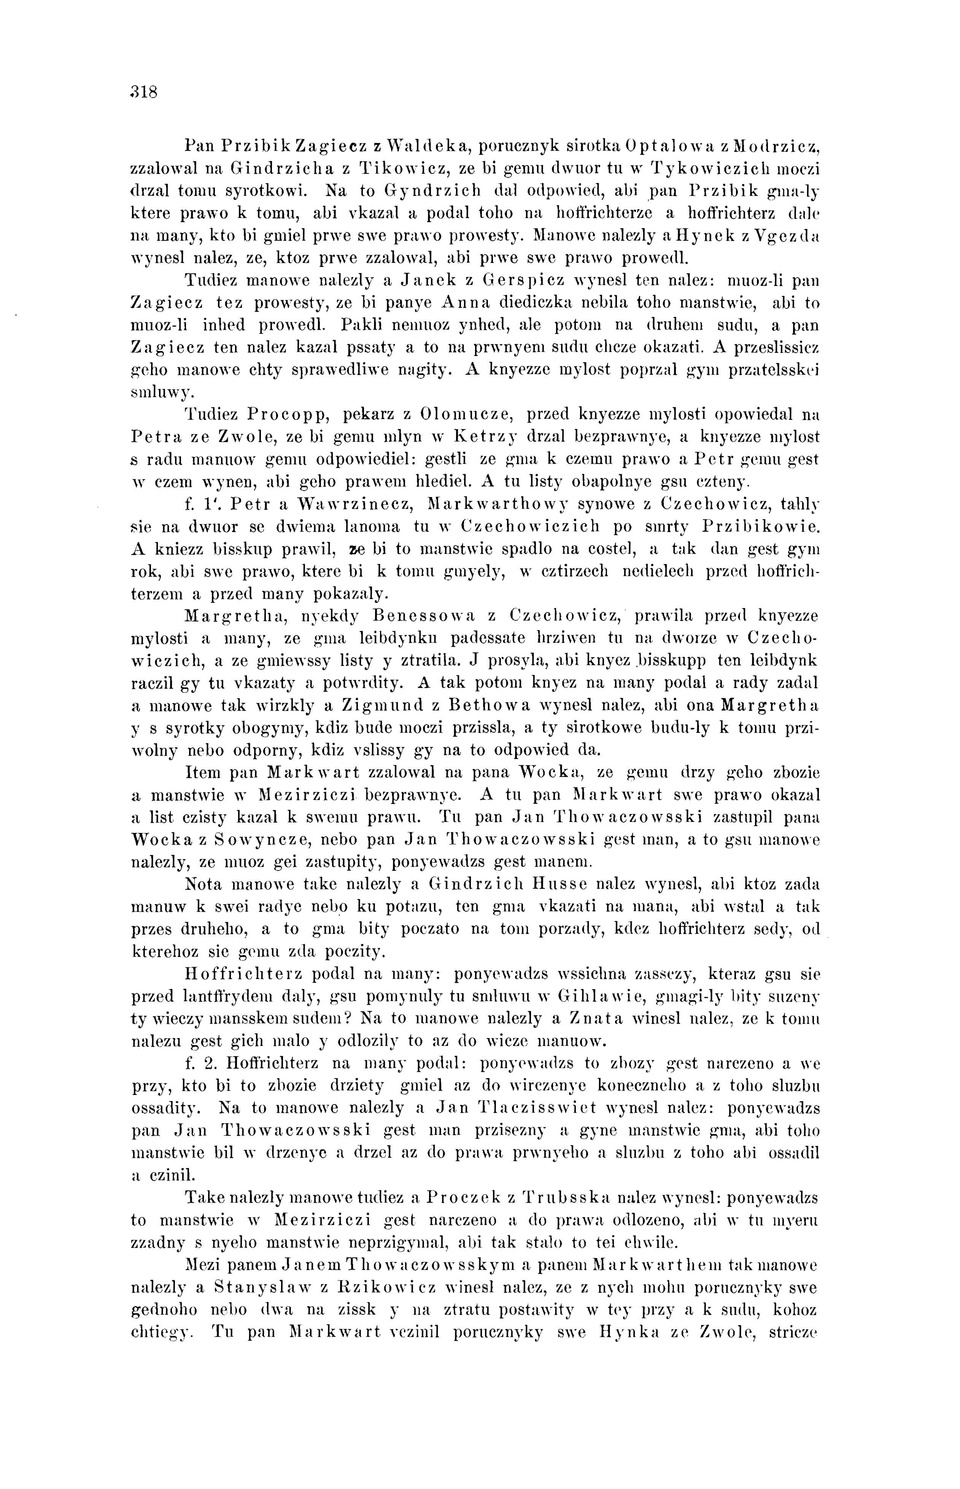 318
Pan Przibik Zagiecz z Waldeka, porucznyk sirotka Optalowa z Modrzicz,
zzalowal na Gindrzicha z Tikowicz, ze bi gemu dwuor tu w Tykowiczich moczi
drzal tomu syrotkowi. Na to Gyndrzich dal odpowied, abi pan Przibik gma-ly
ktere prawo k tomu, abi vkazal a podal toho na hoffrichterze a hoffrichterz dale
na many, kto bi gmiel prwe swe prawo prowesty. Manowe nalezly a Hynek z Vgezda
wynesl nalez, ze, ktoz prwe zzalowal, abi prwe swe prawo prowedl.
Tudiez manowe nalezly a Janek z Gerspicz wynesl ten nalez: muoz-li pan
Zagiecz tez prowesty, ze bi panye Anna diediczka nebila toho manstwie, abi to
muoz-li inhed prowedl. Pakli nemuoz ynhed, ale potom na druhem sudu, a pan
Zagiecz ten nalez kazal pssaty a to na prwnyem sudu chcze okazati. A przeslissicz
geho manowe chty sprawedliwe nagity. A knyezze mylost poprzal gym przatelsskei
smluwy.
Tudiez Procopp, pekarz z Olomucze, przed knyezze mylosti opowiedal na
Petra ze Zwole, ze bi gemu mlyn w Ketrzy drzal bezprawnye, a knyezze mylost
s radu manuow gemu odpowiediel: gestli ze gma k czemu prawo a Petr gemu gest
w czem wynen, abi geho prawem hlediel. A tu listy obapolnye gsu czteny.
f. 1'. Petr a Wawrzinecz, Markwarthowy synowe z Czechowicz, tahly
sie na dwuor se dwiema lanoma tu w Czechowiczich po smrty Przibikowie.
A kniezz bisskup prawil, ze bi to manstwie spadlo na costel, a tak dan gest gym
rok, abi swe prawo, ktere bi k tomu gmyely, w cztirzech nedielech przed hoffrich-
terzem a przed many pokazaly.
Margretha, nyekdy Benessowa z Czechowicz, prawila przed knyezze
mylosti a many, ze gma leibdynku padessate hrziwen tu na dworze w Czecho-
wiczich, a ze gmiewssy listy y ztratila. J prosyla, abi knyez bisskupp ten leibdynk
raczil gy tu vkazaty a potwrdity. A tak potom knyez na many podal a rady zadal
a manowe tak wirzkly a Zigmund z Bethowa wynesl nalez, abi ona Margretha
y s syrotky obogymy, kdiz bude moczi przissla, a ty sirotkowe budu-ly k tomu przi-
wolny nebo odporny, kdiz vslissy gy na to odpowied da.
Item pan Markwart zzalowal na pana Wocka, ze gemu drzy geho zbozie
a manstwie w Mezirziczi bezprawnye. A tu pan Markwart swe prawo okazal
a list czisty kazal k swemu prawu. Tu pan Jan Thowaczowsski zastupil pana
Wocka z Sowyncze, nebo pan Jan Thowaczowsski gest man, a to gsu manowe
nalezly, ze muoz gei zastupity, ponyewadzs gest manem.
Nota manowe take nalezly a Gindrzich Husse nalez wynesl, abi ktoz zada
manuw k swei radye nebo ku potazu, ten gma vkazati na mana, abi wstal a tak
przes druheho, a to gma bity poczato na tom porzady, kdez hoffrichterz sedy, od
kterehoz sie gemu zda poczity.
Hoffrichterz podal na many: ponyewadzs wssichna zassczy, kteraz gsu sie
przed lantffrydem daly, gsu pomynuly tu smluwu w Gihlawie, gmagi-ly bity suzeny
ty wieczy mansskem sudem? Na to manowe nalezly a Znata winesl nalez, ze k tomu
nalezu gest gich malo y odlozily to az do wicze manuow.
f. 2. Hoffrichterz na many podal: ponyewadzs to zbozy gest narczeno a we
przy, kto bi to zbozie drziety gmiel az do wirczenye koneczneho a z toho sluzbu
ossadity. Na to manowe nalezly a Jan Tlaczisswiet wynesl nalez: ponyewadzs
pan Jan Thowaczowsski gest man przisezny a gyne manstwie gma, abi toho
manstwie bil w drzenye a drzel az do prawa prwnyeho a sluzbu z toho abi ossadil
a czinil.
Take nalezly manowe tudiez a Proczek z Trubsska nalez wynesl: ponyewadzs
to manstwie w Mezirziczi gest narczeno a do prawa odlozeno, abi w tu myeru
zzadny s nyeho manstwie neprzigymal, abi tak stalo to tei chwile.
Mezi panem Janem Thowaczowsskym a panem Markwarthem tak manowe
nalezly a Stanyslaw z Rzikowicz winesl nalez, ze z nych mohu porucznyky swe
gednoho nebo dwa na zissk y na ztratu postawity w tey przy a k sudu, kohoz
chtiegy. Tu pan Markwart vczinil porucznyky swe Hynka ze Zwole, stricze